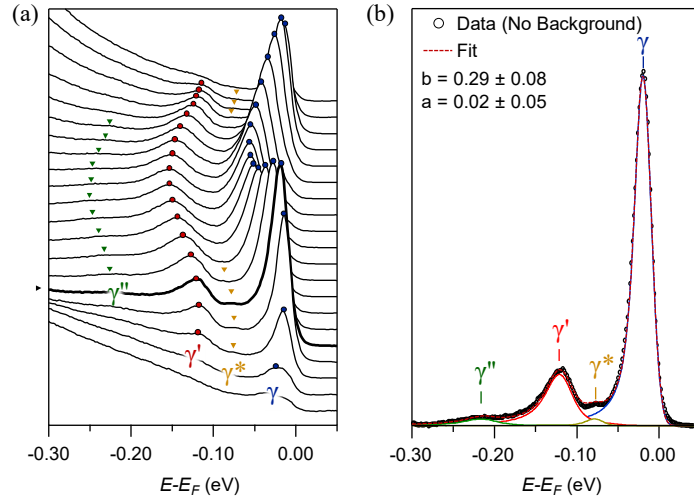 (a)
γ''
γ'
γ*
γ
-0.30
-0.20
-0.10
0.00
E-E_F (eV)
(b)
Data (No Background)
Fit
b = 0.29 ± 0.08
a = 0.02 ± 0.05
γ
γ'
γ*
γ''
-0.30
-0.20
-0.10
0.00
E-E_F (eV)